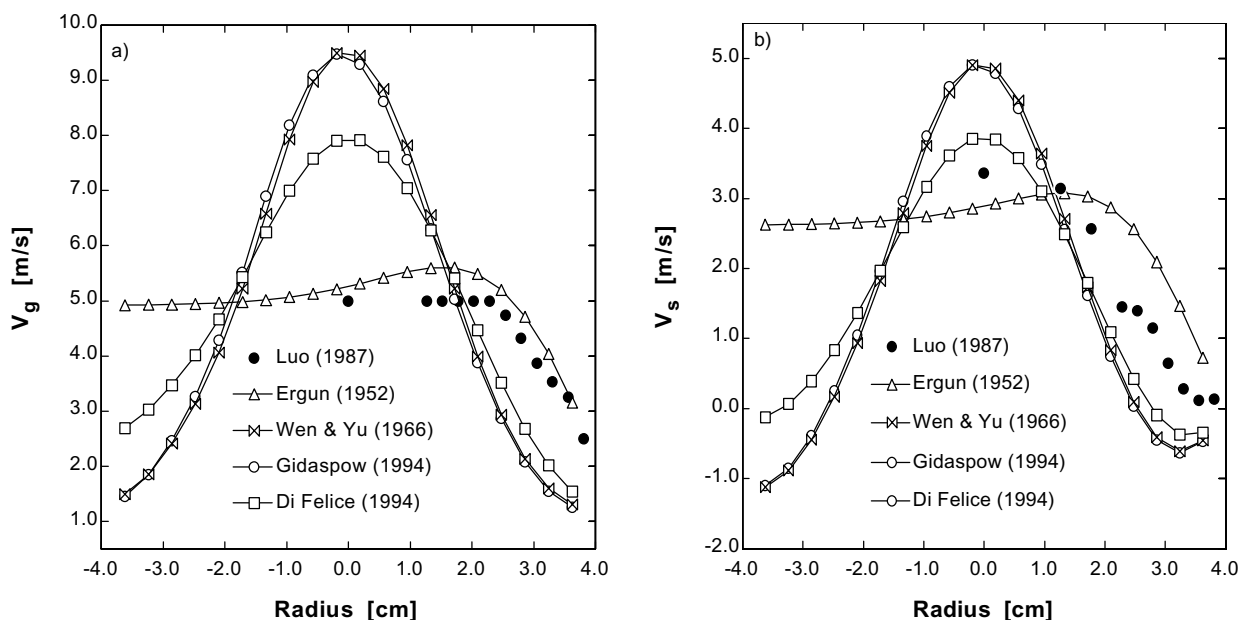 a)
10.0
9.0
8.0
7.0
6.0
5.0
4.0
3.0
2.0
1.0
Vg [m/s]
Luo (1987)
Ergun (1952)
Wen & Yu (1966)
Gidaspow (1994)
Di Felice (1994)
-4.0 -3.0 -2.0 -1.0 0.0 1.0 2.0 3.0 4.0
Radius [cm]
b)
5.0
4.0
3.0
2.0
1.0
0.0
-1.0
-2.0
Vs [m/s]
Luo (1987)
Ergun (1952)
Wen & Yu (1966)
Gidaspow (1994)
Di Felice (1994)
-4.0 -3.0 -2.0 -1.0 0.0 1.0 2.0 3.0 4.0
Radius [cm]